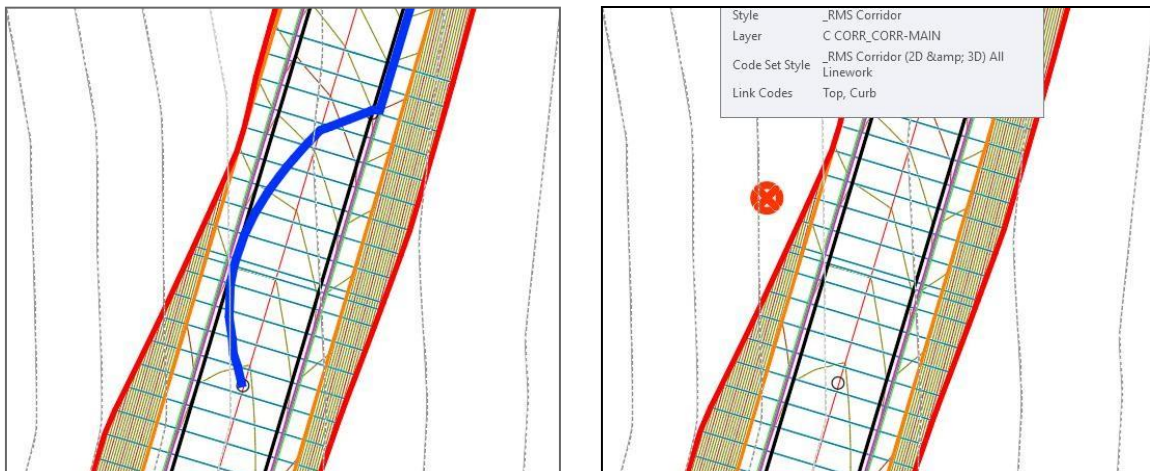 Style _RMS Corridor
Layer C CORR_CORR-MAIN
Code Set Style _RMS Corridor (2D &amp; 3D) All
Linework
Link Codes Top, Curb